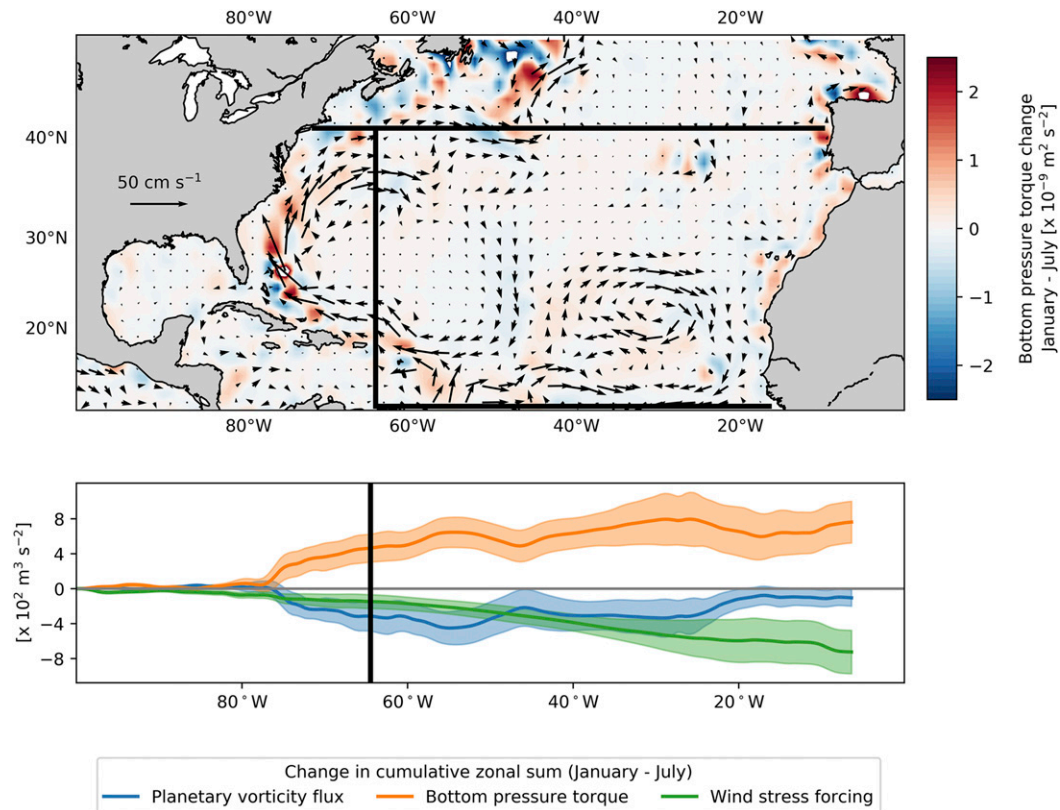 80°W 60°W 40°W 20°W
40°N
30°N
20°N
50 cm s⁻¹
80°W 60°W 40°W 20°W
2
1
0
−1
−2
Bottom pressure torque change
January - July [x 10⁻⁹ m² s⁻²]
[x 10² m³ s⁻²]
8
4
0
−4
−8
80°W 60°W 40°W 20°W
Change in cumulative zonal sum (January - July)
Planetary vorticity flux Bottom pressure torque Wind stress forcing